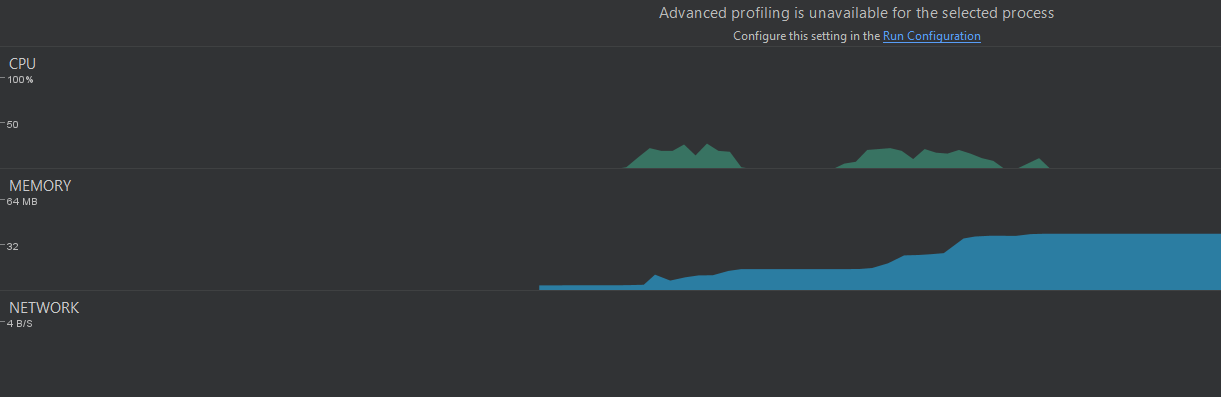 Advanced profiling is unavailable for the selected process
Configure this setting in the Run Configuration
CPU
100%
50
MEMORY
64 MB
32
NETWORK
4 B/S